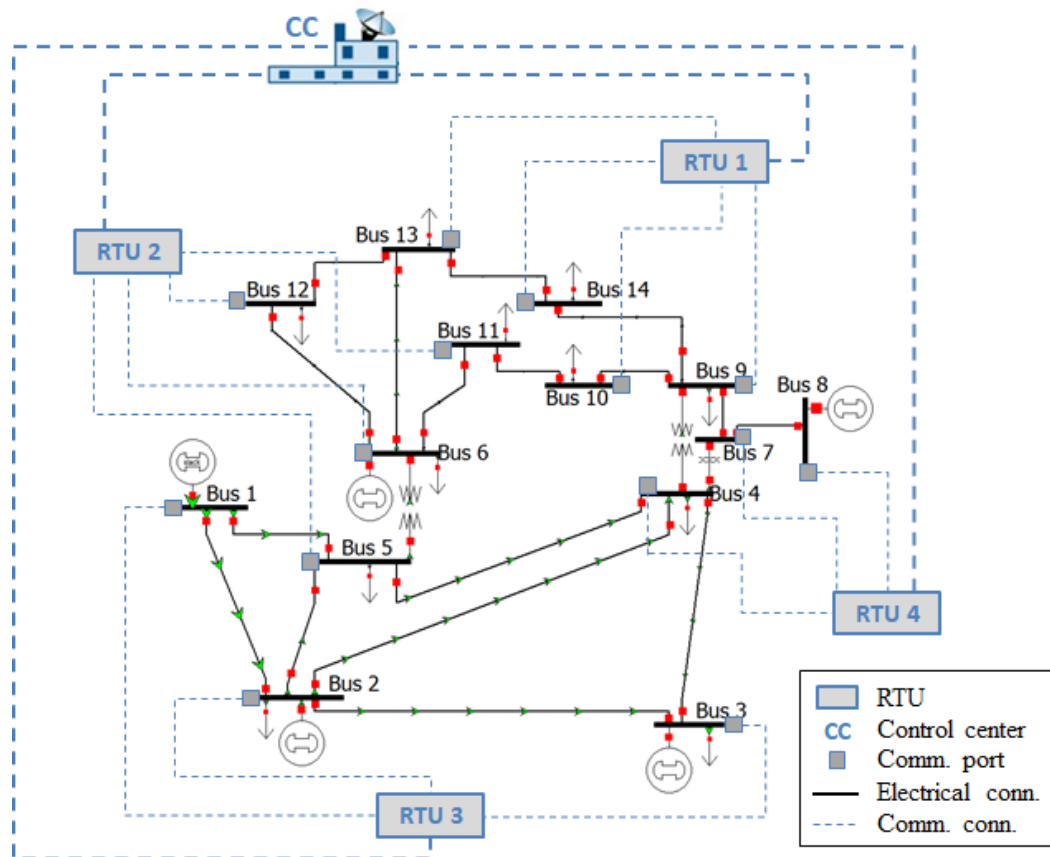 CC
RTU 1
Bus 13
RTU 2
Bus 12
Bus 14
Bus 11
Bus 9
Bus 8
Bus 10
Bus 7
Bus 6
Bus 4
Bus 1
Bus 5
RTU 4
Bus 2
Bus 3
RTU 3
RTU
CC Control center
Comm. port
Electrical conn.
Comm. conn.